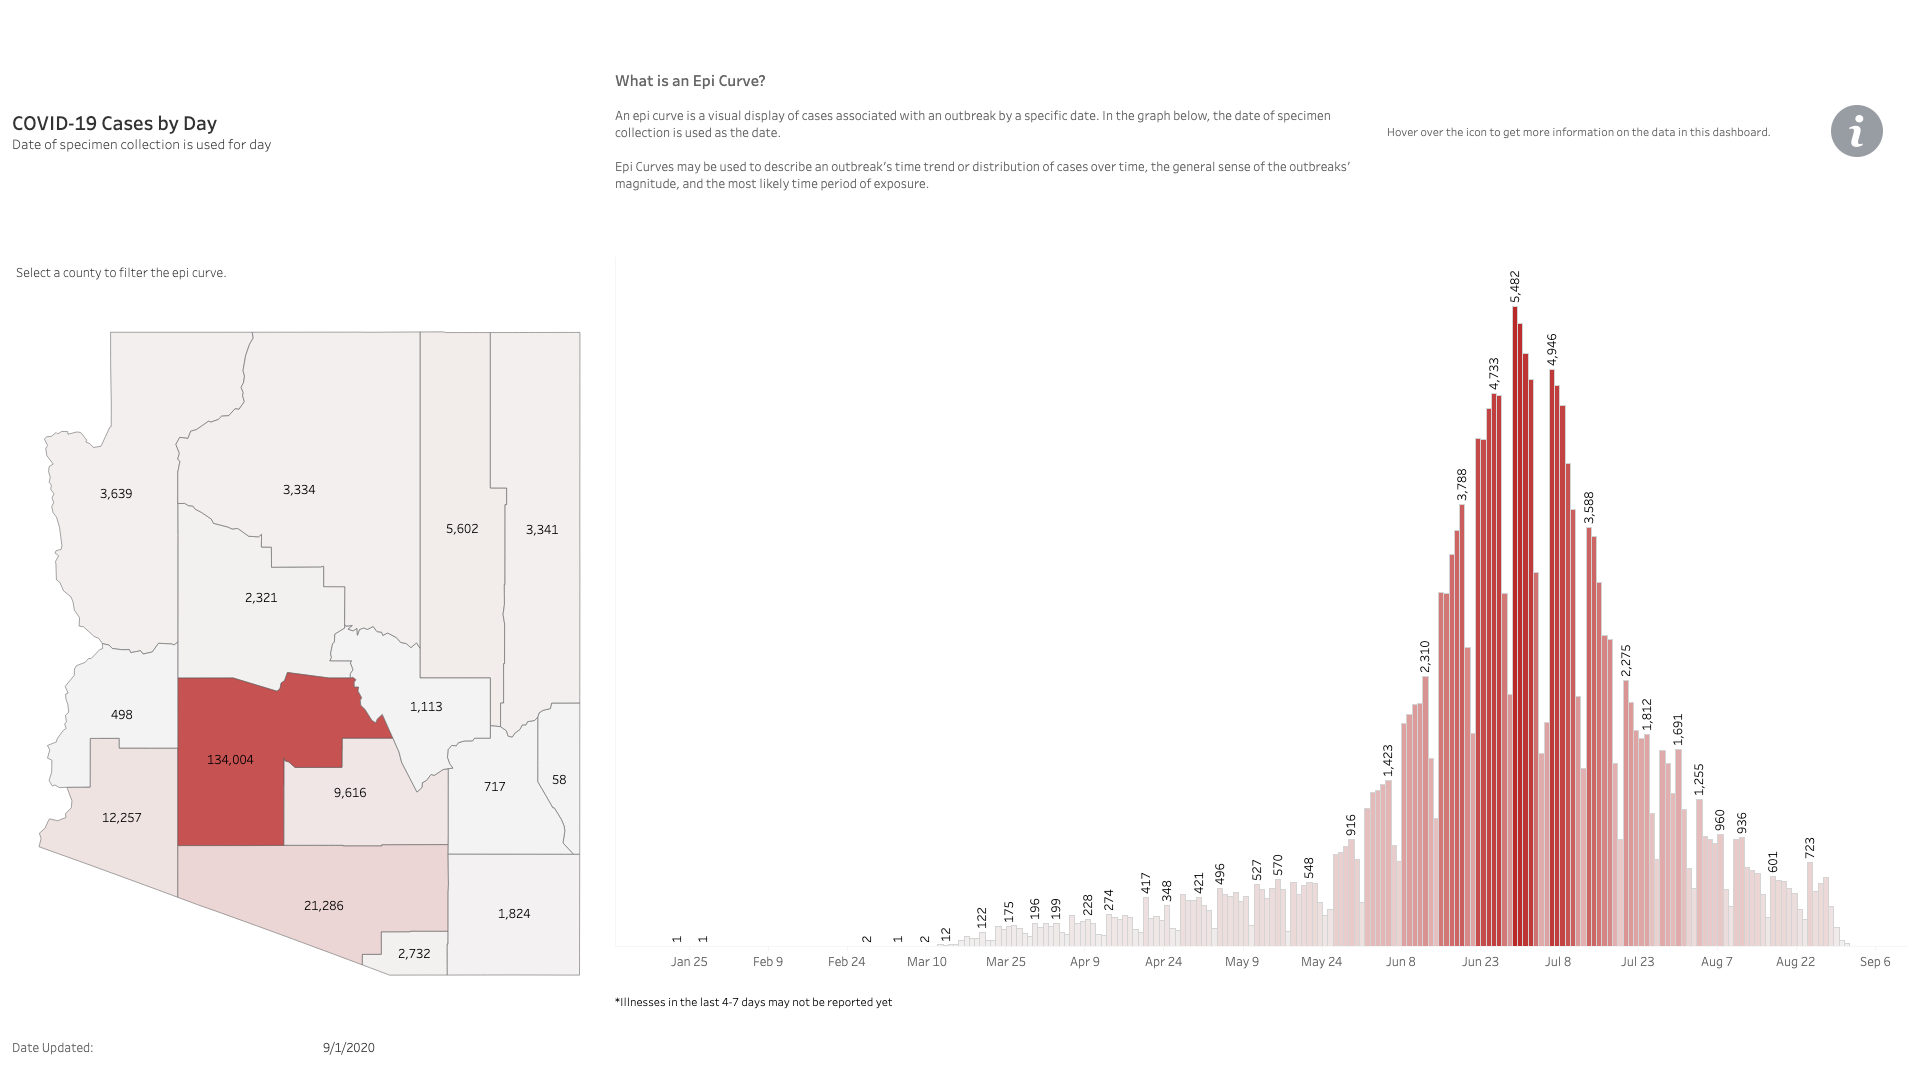 What is an Epi Curve?
COVID-19 Cases by Day
Date of specimen collection is used for day
An epi curve is a visual display of cases associated with an outbreak by a specific date. In the graph below, the date of specimen
collection is used as the date.
Epi Curves may be used to describe an outbreak's time trend or distribution of cases over time, the general sense of the outbreaks'
magnitude, and the most likely time period of exposure.
Hover over the icon to get more information on the data in this dashboard.
i
Select a county to filter the epi curve.
3,639
3,334
5,602
3,341
2,321
498
1,113
134,004
717
58
9,616
12,257
21,286
1,824
2,732
1
1
2
1
2
12
122
175
196
199
228
274
417
348
421
496
527
570
548
916
1,423
2,310
3,788
4,733
5,482
4,946
3,588
2,275
1,812
1,691
1,255
960
936
601
723
Jan 25
Feb 9
Feb 24
Mar 10
Mar 25
Apr 9
Apr 24
May 9
May 24
Jun 8
Jun 23
Jul 8
Jul 23
Aug 7
Aug 22
Sep 6
*Illnesses in the last 4-7 days may not be reported yet
Date Updated:
9/1/2020